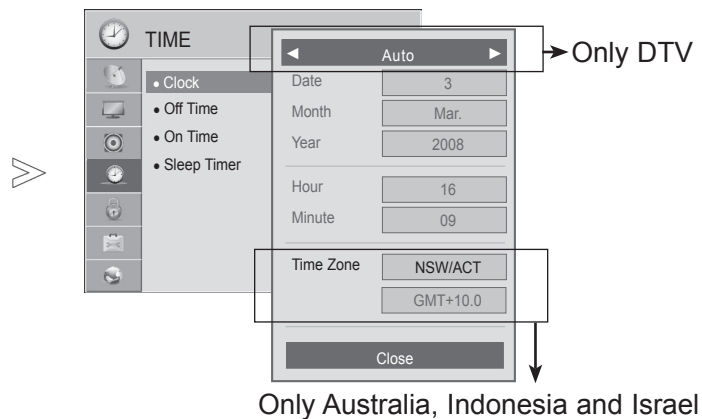 TIME
• Clock
• Off Time
• On Time
• Sleep Timer
◄ Auto ►
Only DTV
Date 3
Month Mar.
Year 2008
Hour 16
Minute 09
Time Zone NSW/ACT
GMT+10.0
Close
Only Australia, Indonesia and Israel